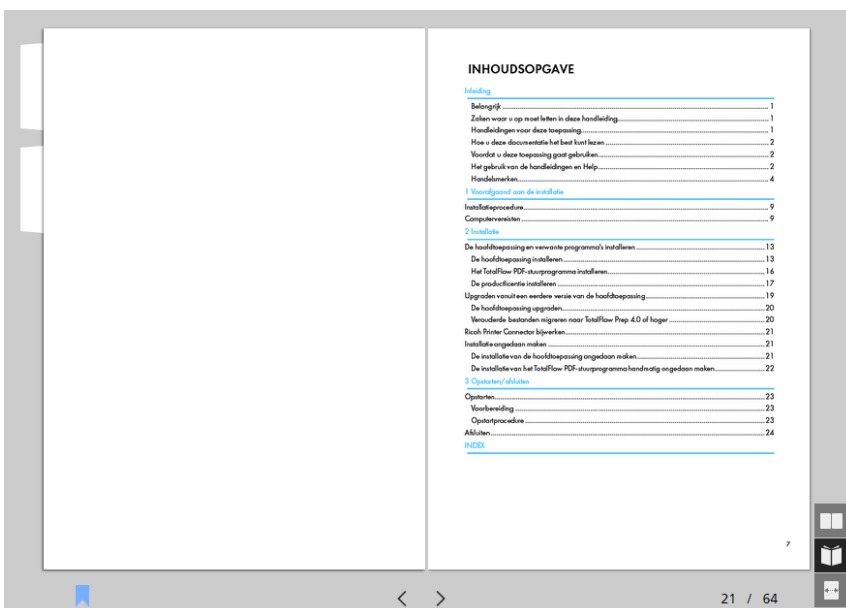 INHOUDSOPGAVE
Inleiding
Belangrijk 1
Zaken waar u op moet letten in deze handleiding 1
Handleidingen voor deze toepassing 1
Hoe u deze documentatie het best kunt lezen 2
Voordat u deze toepassing gaat gebruiken 2
Het gebruik van de handleidingen en Help 2
Handelsmerken 4
1 Voorafgaand aan de installatie
Installatieprocedure 9
Computervereisten 9
2 Installatie
De hoofdtoepassing en verwante programma's installeren 13
De hoofdtoepassing installeren 13
Het TotalFlow PDF-stuurprogramma installeren 16
De productlicentie installeren 17
Upgraden vanuit een eerdere versie van de hoofdtoepassing 19
De hoofdtoepassing upgraden 20
Verouderde bestanden migreren naar TotalFlow Prep 4.0 of hoger 20
Ricoh Printer Connector bijwerken 21
Installatie ongedaan maken 21
De installatie van de hoofdtoepassing ongedaan maken 21
De installatie van het TotalFlow PDF-stuurprogramma handmatig ongedaan maken 22
3 Opstarten/afsluiten
Opstarten 23
Voorbereiding 23
Opstartprocedure 23
Afsluiten 24
INDEX
7
21 / 64